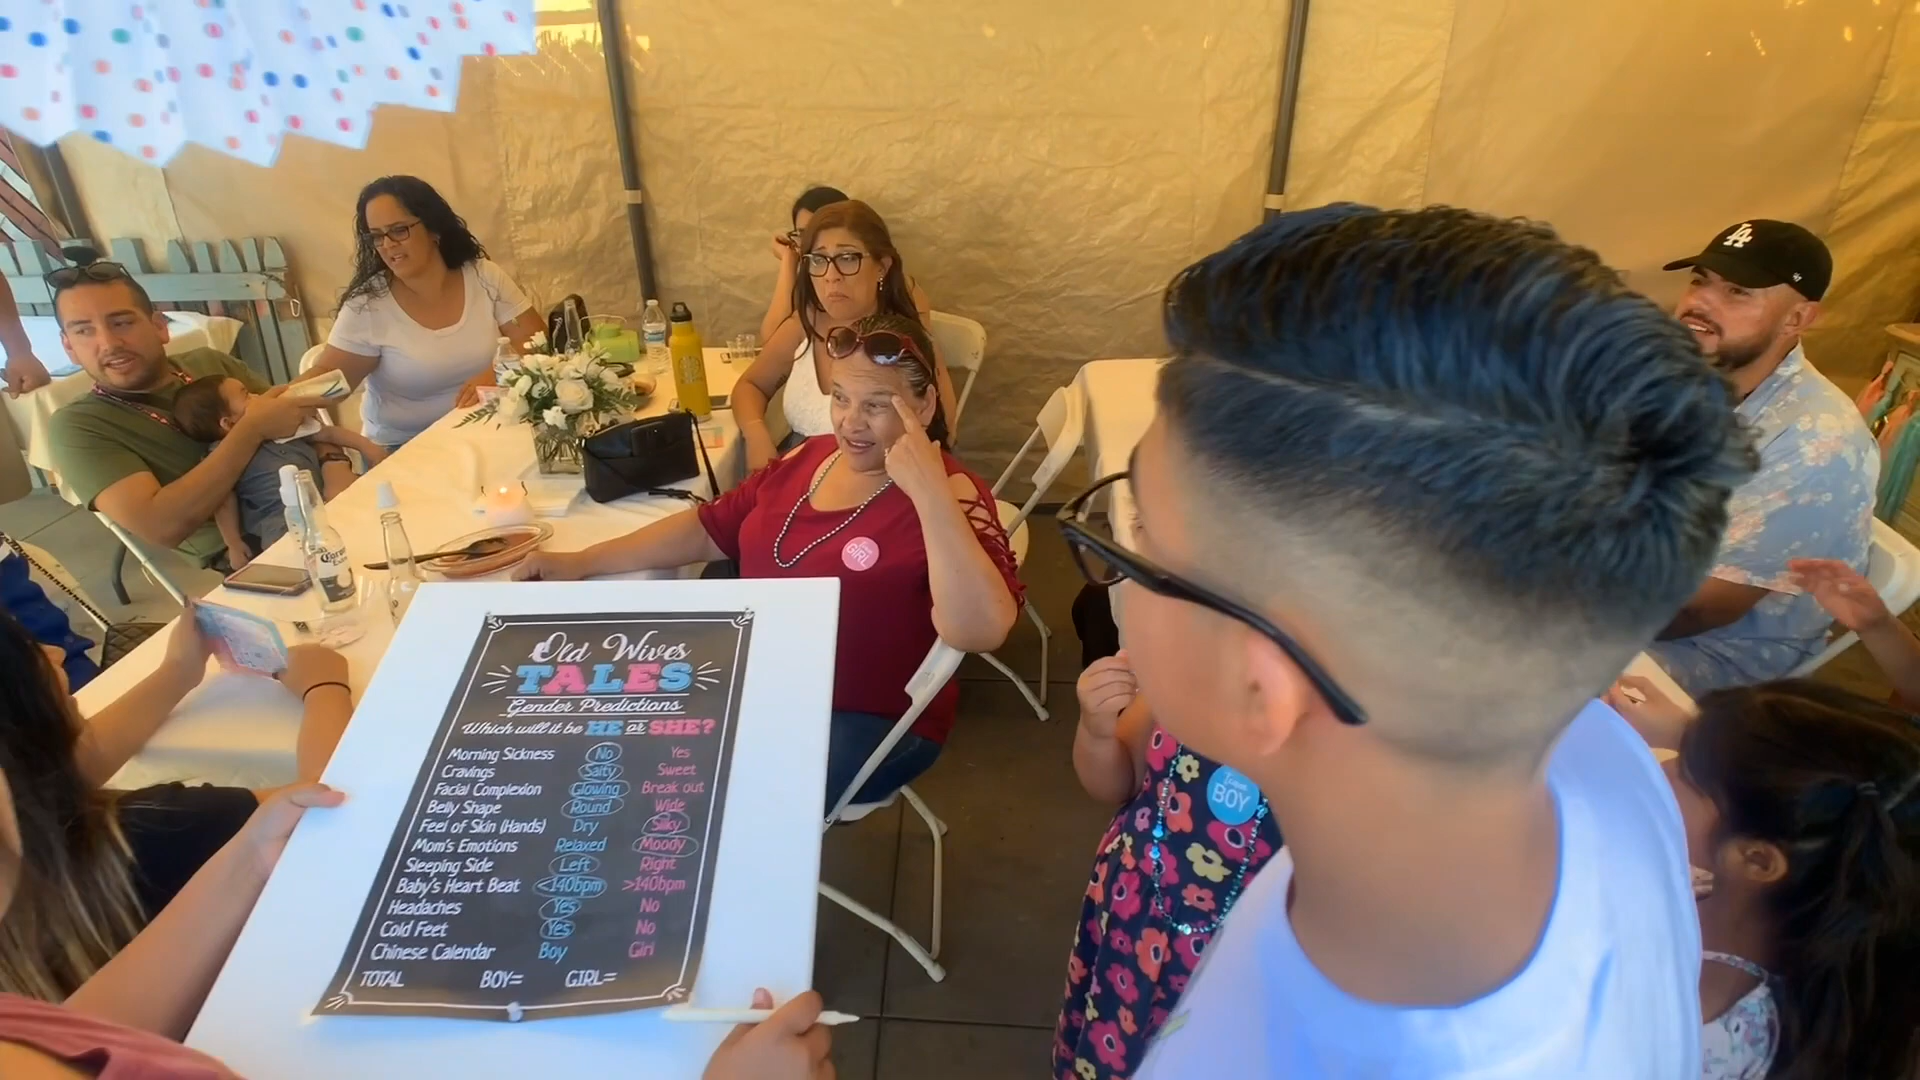 Old Wives
TALES
Gender Predictions
Which will it be HE or SHE?
Morning Sickness No Yes
Cravings Salty Sweet
Facial Complexion Glowing Break out
Belly Shape Round Wide
Feel of Skin (Hands) Dry Silky
Mom's Emotions Relaxed Moody
Sleeping Side Left Right
Baby's Heart Beat <140bpm >140bpm
Headaches Yes No
Cold Feet Yes No
Chinese Calendar Boy Girl
TOTAL BOY= GIRL=
Team
GIRL
Team
BOY
LA
Corona